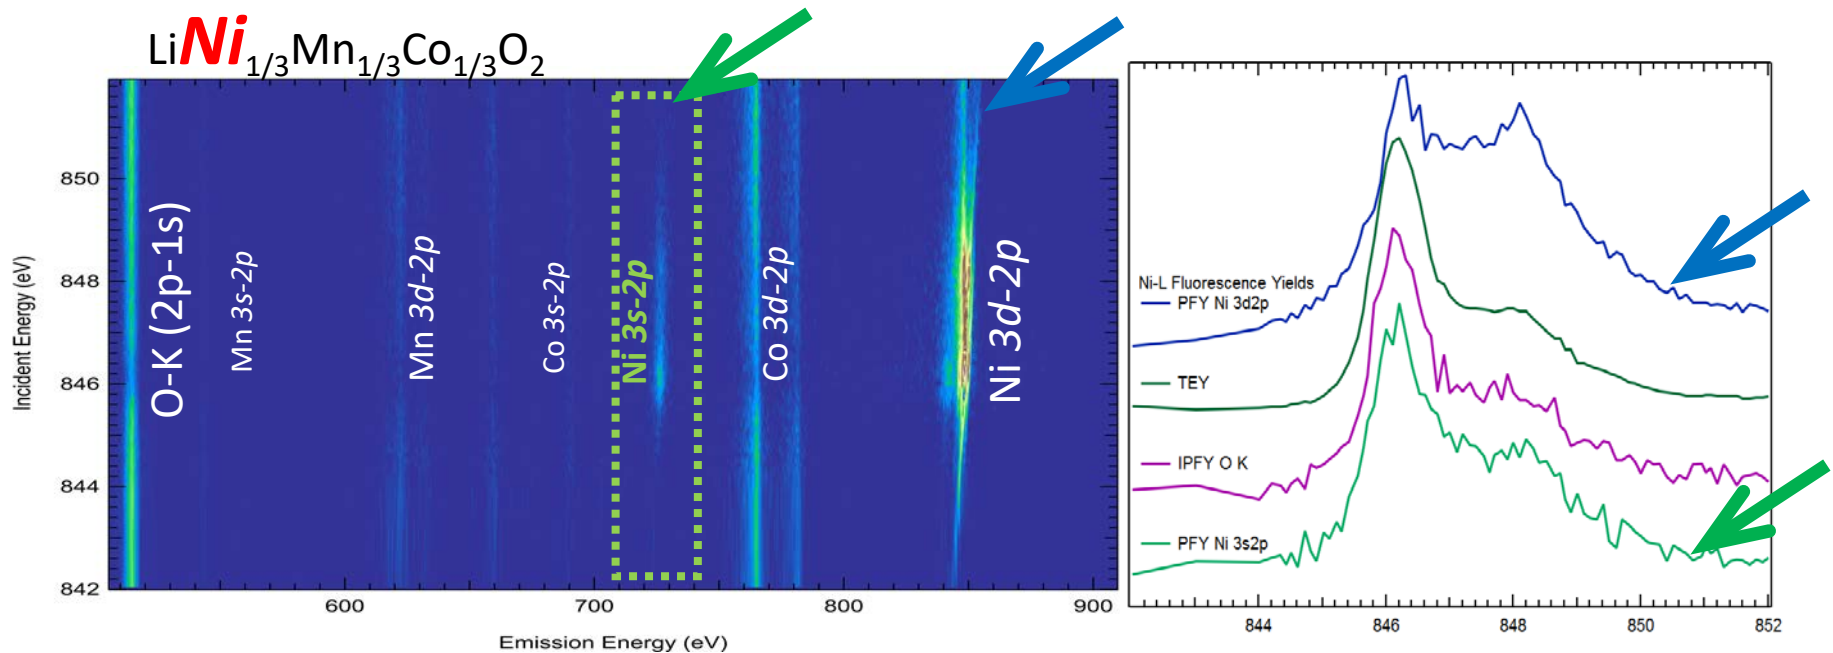 LiNi1/3Mn1/3Co1/3O2
850
848
846
844
842
Incident Energy (eV)
O-K (2p-1s)
Mn 3s-2p
Mn 3d-2p
Co 3s-2p
Ni 3s-2p
Co 3d-2p
Ni 3d-2p
600
700
800
900
Emission Energy (eV)
Ni-L Fluorescence Yields
PFY Ni 3d2p
TEY
IPFY O K
PFY Ni 3s2p
844
846
848
850
852